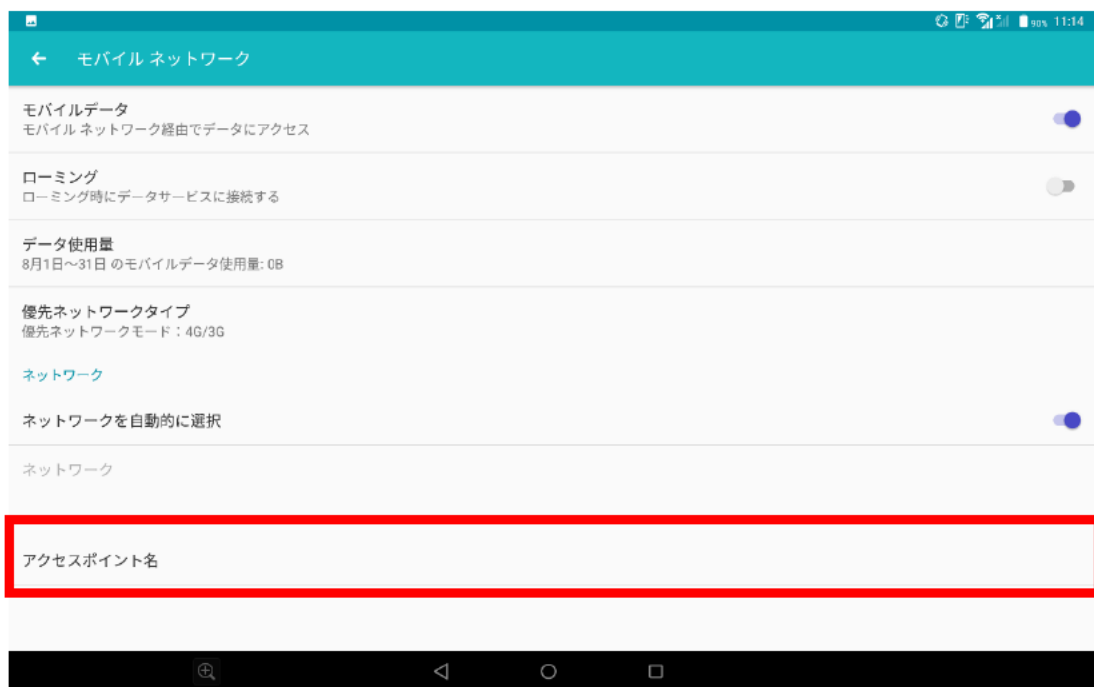 90% 11:14
モバイル ネットワーク
モバイルデータ
モバイル ネットワーク経由でデータにアクセス
ローミング
ローミング時にデータサービスに接続する
データ使用量
8月1日～31日 のモバイルデータ使用量: 0B
優先ネットワークタイプ
優先ネットワークモード：4G/3G
ネットワーク
ネットワークを自動的に選択
ネットワーク
アクセスポイント名